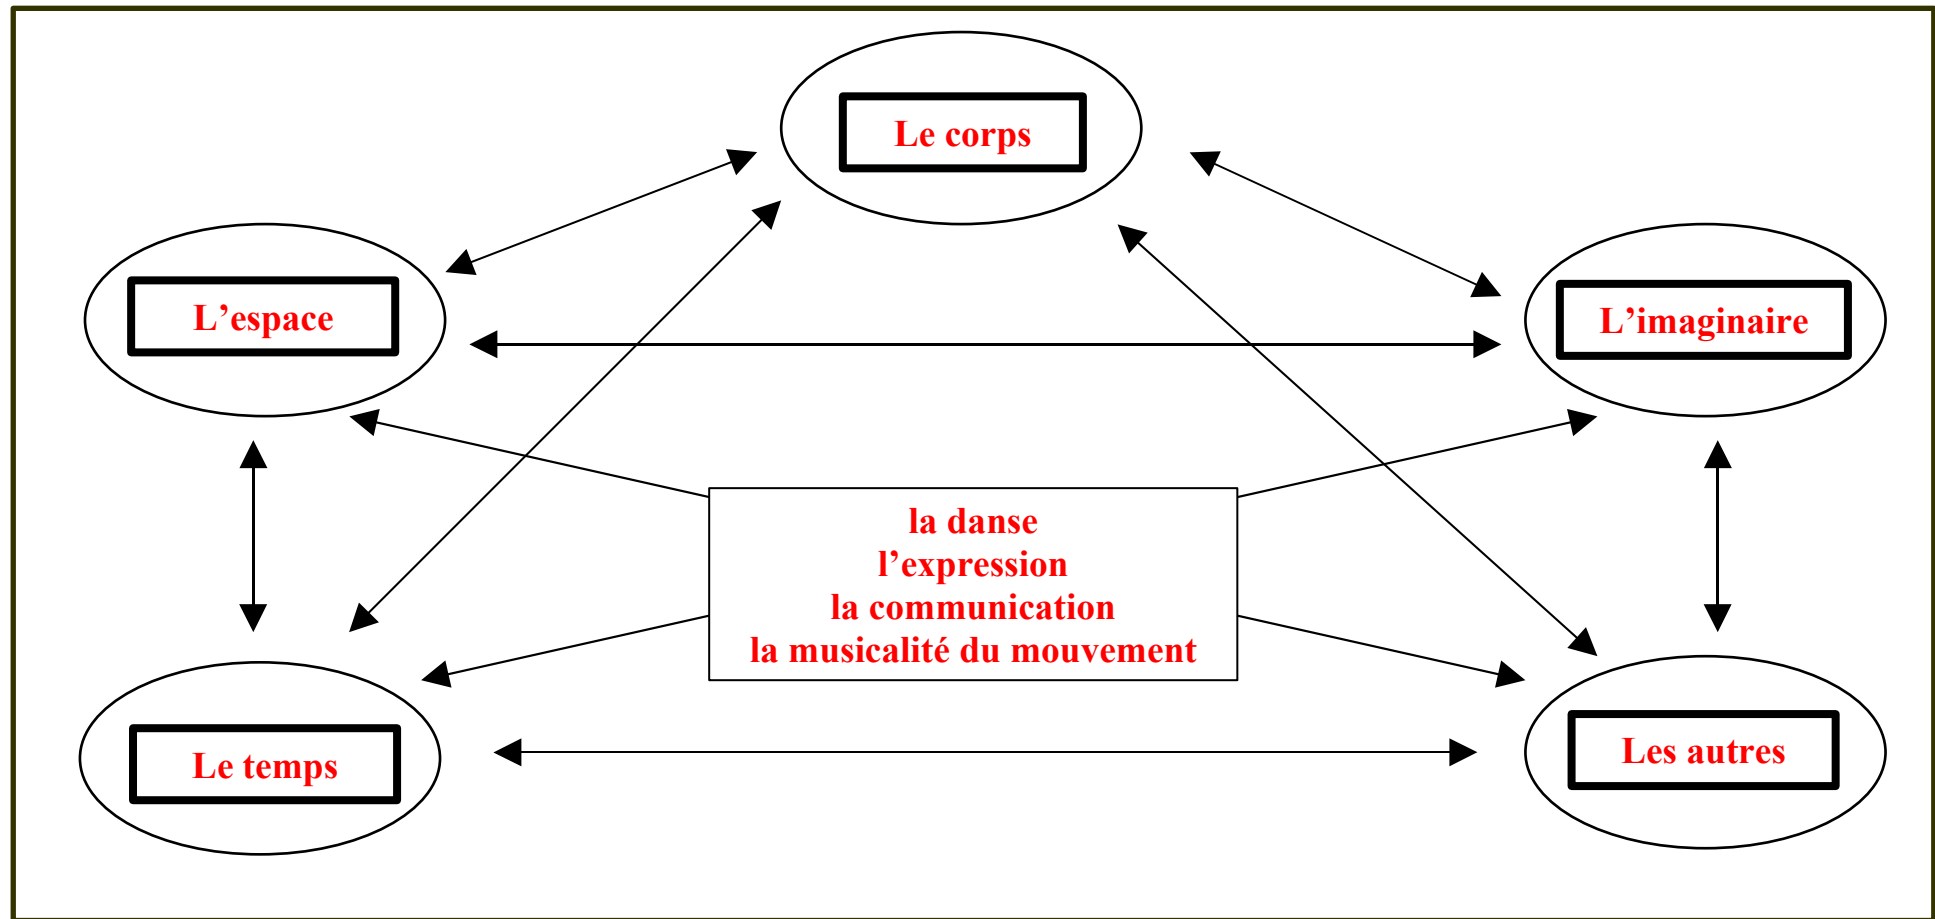 Le corps
L’espace
L’imaginaire
la danse
l’expression
la communication
la musicalité du mouvement
Le temps
Les autres